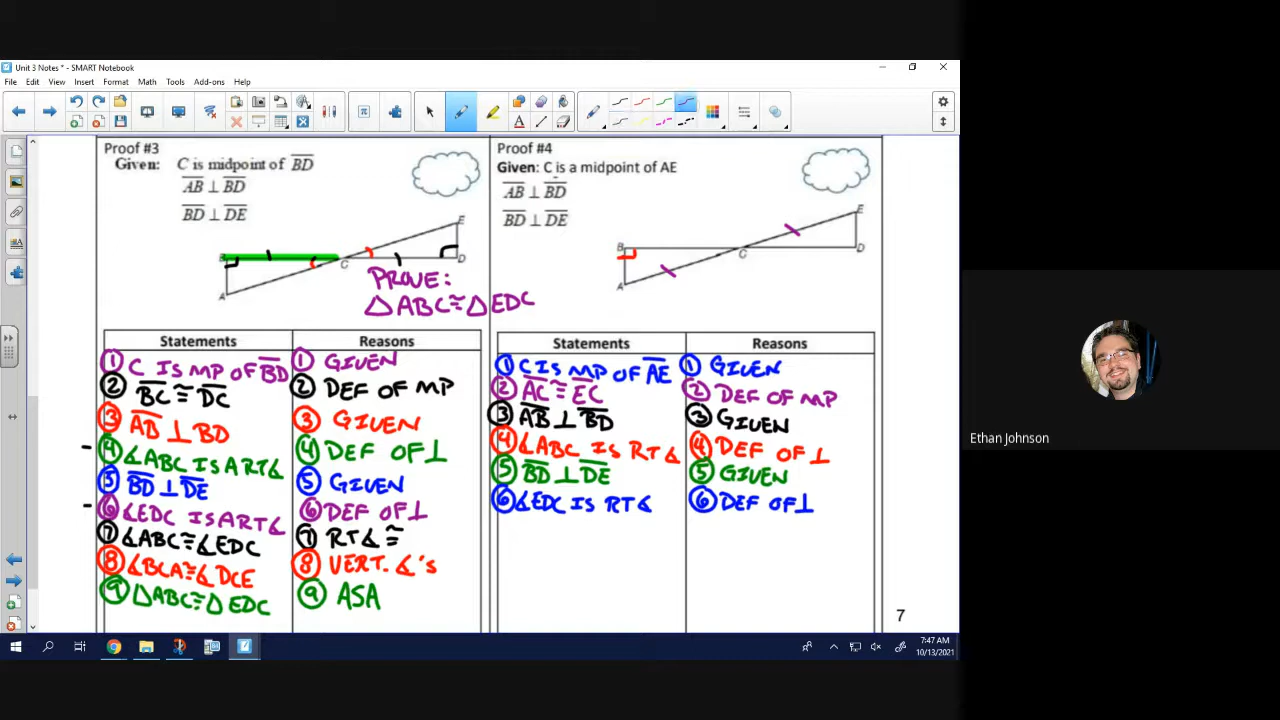 Unit 3 Notes * - SMART Notebook
File Edit View Insert Format Math Tools Add-ons Help
Proof #3
Given: C is midpoint of BD
AB ⊥ BD
BD ⊥ DE
E
B
C
D
A
PROVE:
△ABC≅△EDC
Statements Reasons
① C IS MP OF BD ① GIVEN
② BC ≅ DC ② DEF OF MP
③ AB ⊥ BD ③ GIVEN
④ ∡ABC IS A RT∡ ④ DEF OF ⊥
⑤ BD ⊥ DE ⑤ GIVEN
⑥ ∡EDC IS A RT∡ ⑥ DEF OF ⊥
⑦ ∡ABC≅∡EDC ⑦ RT∡ ≅
⑧ ∡BCA≅∡DCE ⑧ VERT. ∡'S
⑨ △ABC≅△EDC ⑨ ASA
Proof #4
Given: C is a midpoint of AE
AB ⊥ BD
BD ⊥ DE
E
B
C
D
A
Statements Reasons
① C IS MP OF AE ① GIVEN
② AC ≅ EC ② DEF OF MP
③ AB ⊥ BD ③ GIVEN
④ ∡ABC IS RT∡ ④ DEF OF ⊥
⑤ BD ⊥ DE ⑤ GIVEN
⑥ ∡EDC IS RT∡ ⑥ DEF OF ⊥
7
7:47 AM
10/13/2021
Ethan Johnson